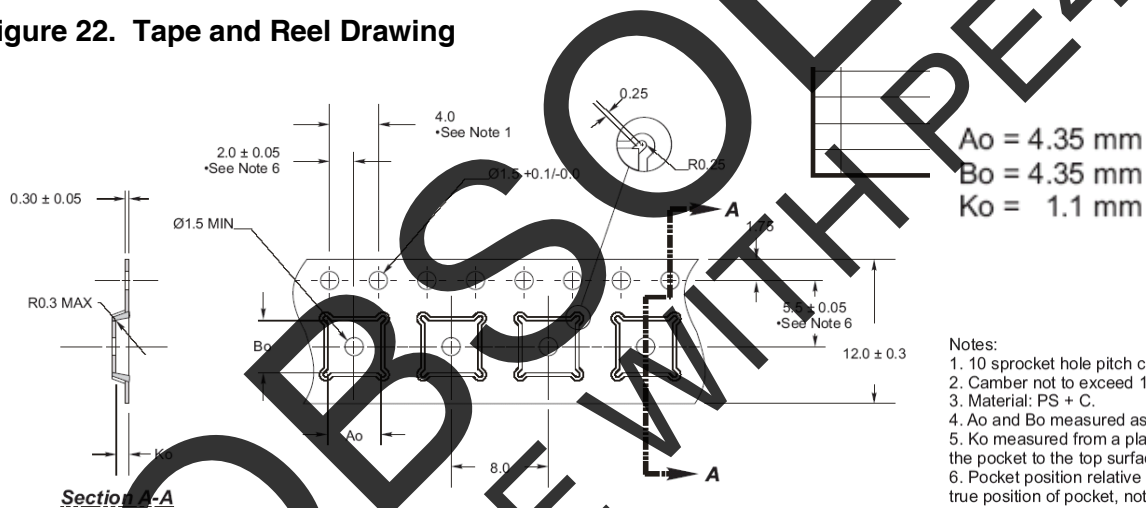 igure 22. Tape and Reel Drawing
0.25
4.0
•See Note 1
2.0 ± 0.05
•See Note 6
Ø1.5 +0.1/-0.0
R0.25
0.30 ± 0.05
Ø1.5 MIN
A
1.75
R0.3 MAX
5.5 ± 0.05
•See Note 6
Bo
12.0 ± 0.3
Ao
Ko
8.0
A
Section A-A
Ao = 4.35 mm
Bo = 4.35 mm
Ko = 1.1 mm
Notes:
1. 10 sprocket hole pitch c
2. Camber not to exceed 1
3. Material: PS + C.
4. Ao and Bo measured as
5. Ko measured from a pla
the pocket to the top surfac
6. Pocket position relative
true position of pocket, not
OBSOL
WITH PE4